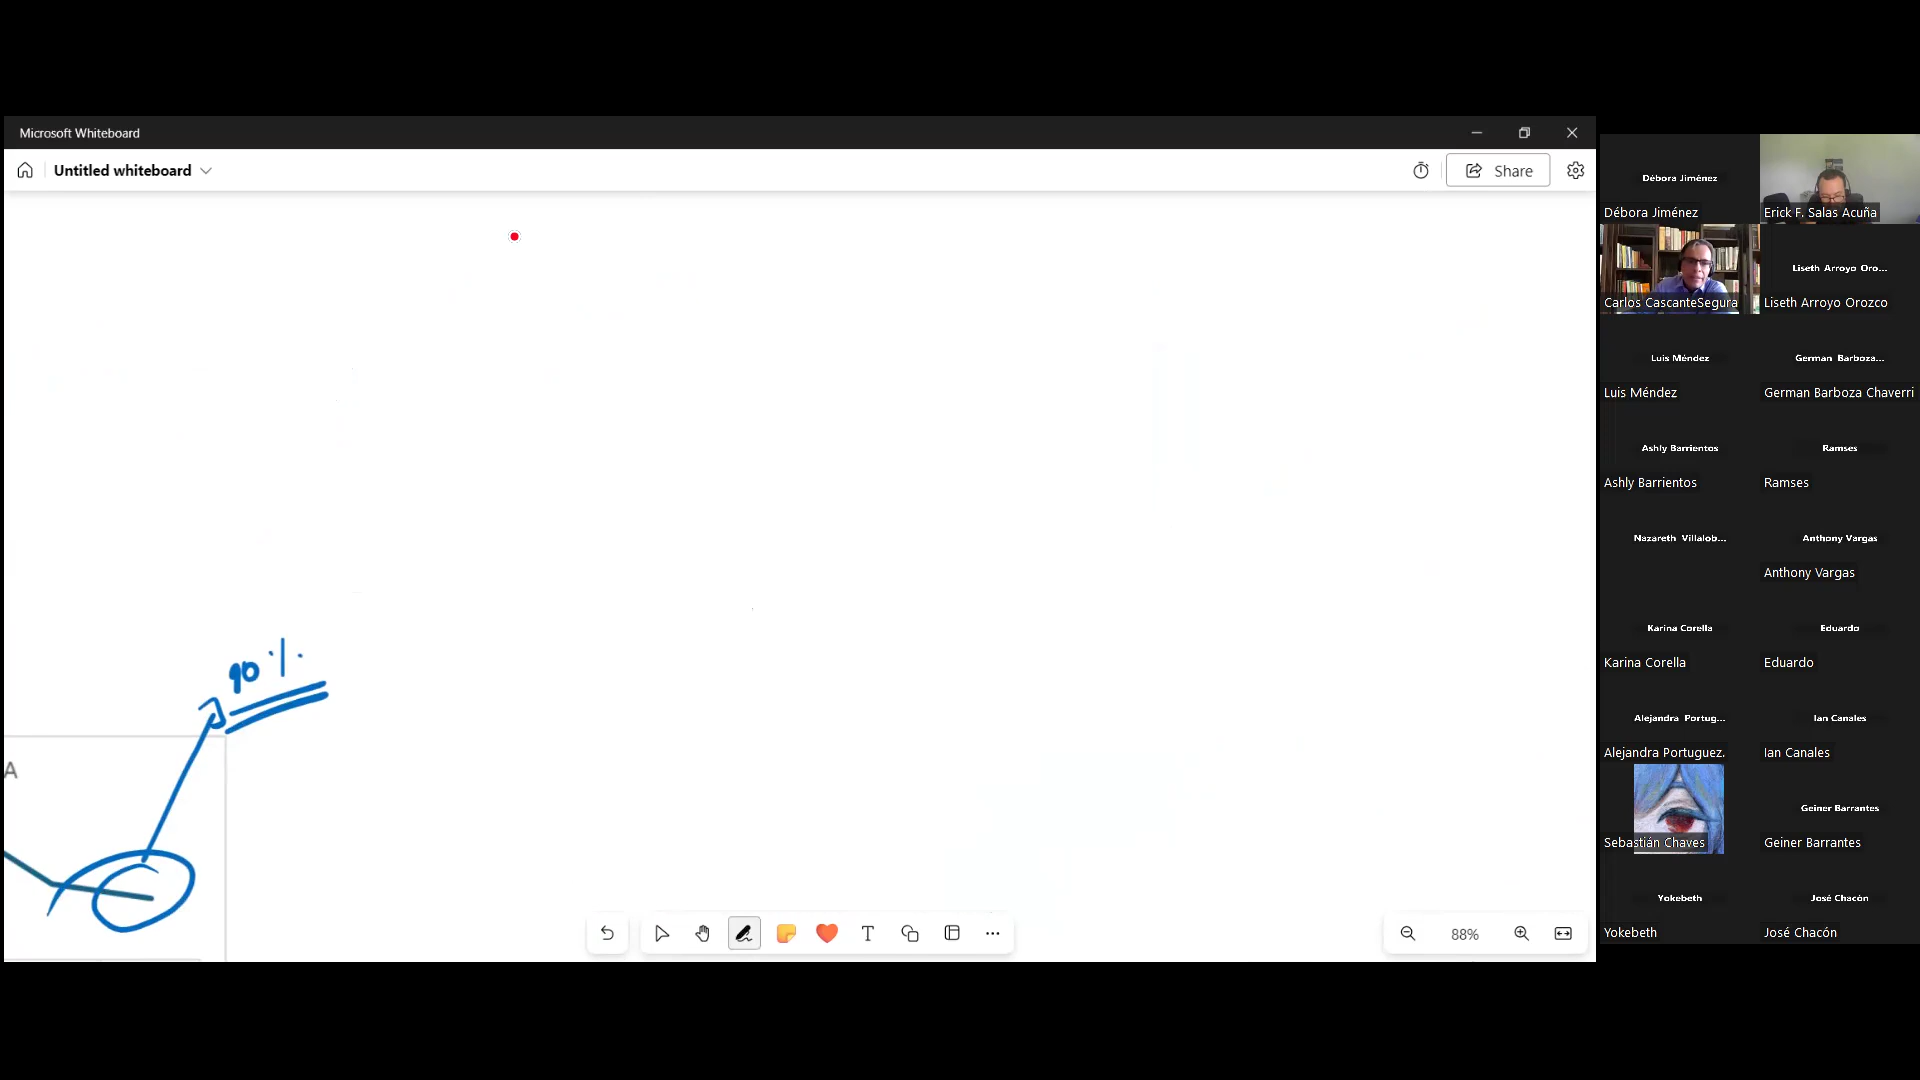 Microsoft Whiteboard
Untitled whiteboard
Share
90%
A
88%
Débora Jiménez
Débora Jiménez
Erick F. Salas Acuña
Carlos CascanteSegura
Liseth Arroyo Oro...
Liseth Arroyo Orozco
Luis Méndez
Luis Méndez
German Barboza...
German Barboza Chaverri
Ashly Barrientos
Ashly Barrientos
Ramses
Ramses
Nazareth Villalob...
Anthony Vargas
Anthony Vargas
Karina Corella
Karina Corella
Eduardo
Eduardo
Alejandra Portug...
Alejandra Portuguez.
Ian Canales
Ian Canales
Sebastián Chaves
Geiner Barrantes
Geiner Barrantes
Yokebeth
Yokebeth
José Chacón
José Chacón